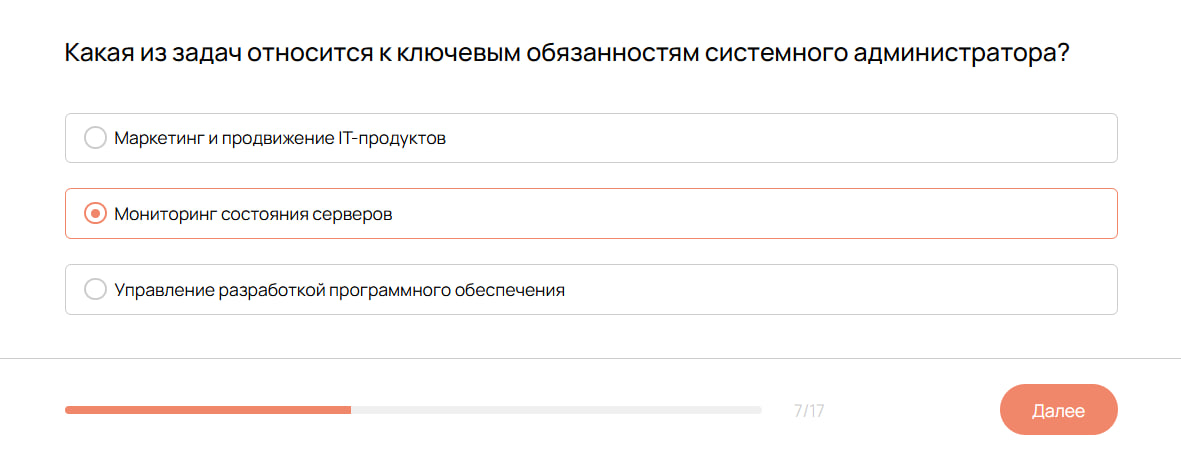 Какая из задач относится к ключевым обязанностям системного администратора?
Маркетинг и продвижение IT-продуктов
Мониторинг состояния серверов
Управление разработкой программного обеспечения
7/17
Далее